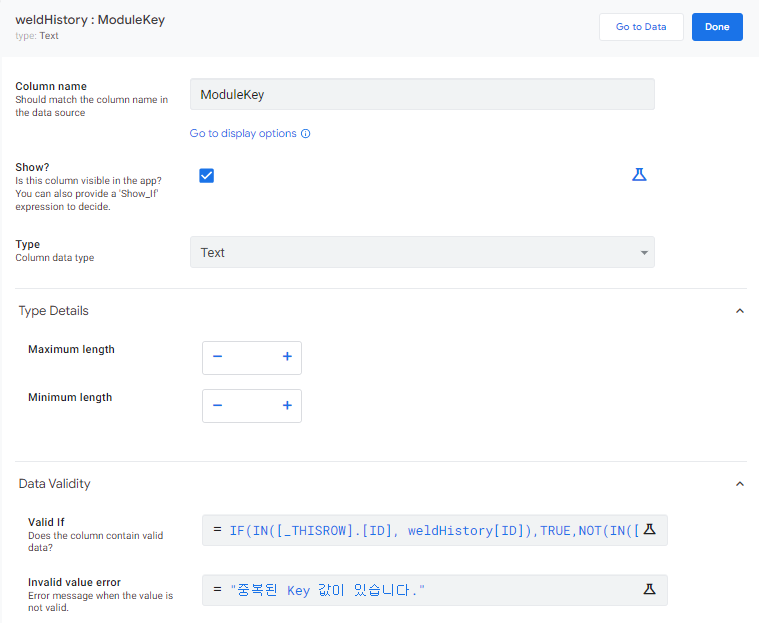 weldHistory : ModuleKey
type: Text
Go to Data
Done
Column name
Should match the column name in
the data source
ModuleKey
Go to display options
Show?
Is this column visible in the app?
You can also provide a 'Show_If'
expression to decide.
Type
Column data type
Text
Type Details
Maximum length
− +
Minimum length
− +
Data Validity
Valid If
Does the column contain valid
data?
= IF(IN([_THISROW].[ID], weldHistory[ID]),TRUE,NOT(IN([
Invalid value error
Error message when the value is
not valid.
= "중복된 Key 값이 있습니다."